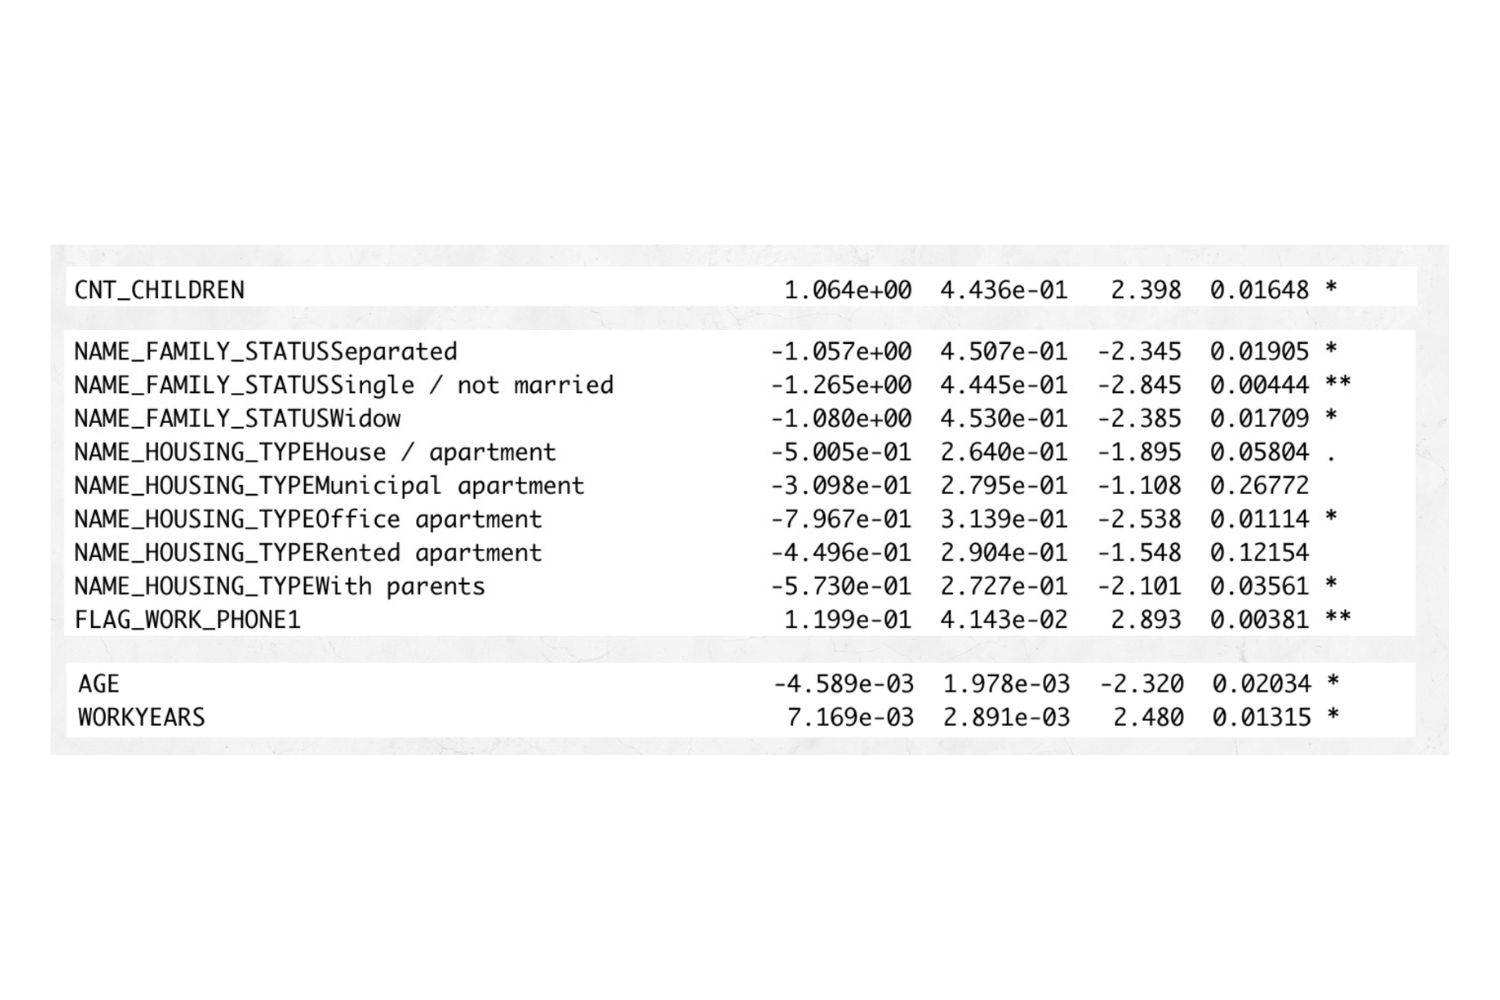 CNT_CHILDREN 1.064e+00 4.436e-01 2.398 0.01648 *
NAME_FAMILY_STATUSSeparated -1.057e+00 4.507e-01 -2.345 0.01905 *
NAME_FAMILY_STATUSSingle / not married -1.265e+00 4.445e-01 -2.845 0.00444 **
NAME_FAMILY_STATUSWidow -1.080e+00 4.530e-01 -2.385 0.01709 *
NAME_HOUSING_TYPEHouse / apartment -5.005e-01 2.640e-01 -1.895 0.05804 .
NAME_HOUSING_TYPEMunicipal apartment -3.098e-01 2.795e-01 -1.108 0.26772
NAME_HOUSING_TYPEOffice apartment -7.967e-01 3.139e-01 -2.538 0.01114 *
NAME_HOUSING_TYPERented apartment -4.496e-01 2.904e-01 -1.548 0.12154
NAME_HOUSING_TYPEWith parents -5.730e-01 2.727e-01 -2.101 0.03561 *
FLAG_WORK_PHONE1 1.199e-01 4.143e-02 2.893 0.00381 **
AGE -4.589e-03 1.978e-03 -2.320 0.02034 *
WORKYEARS 7.169e-03 2.891e-03 2.480 0.01315 *